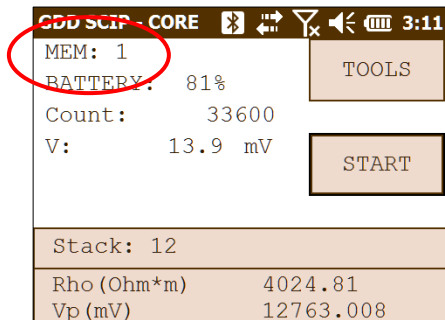 GDD SCIP - CORE 3:11
MEM: 1
TOOLS
BATTERY: 81%
Count: 33600
V: 13.9 mV
START
Stack: 12
Rho(Ohm*m) 4024.81
Vp(mV) 12763.008